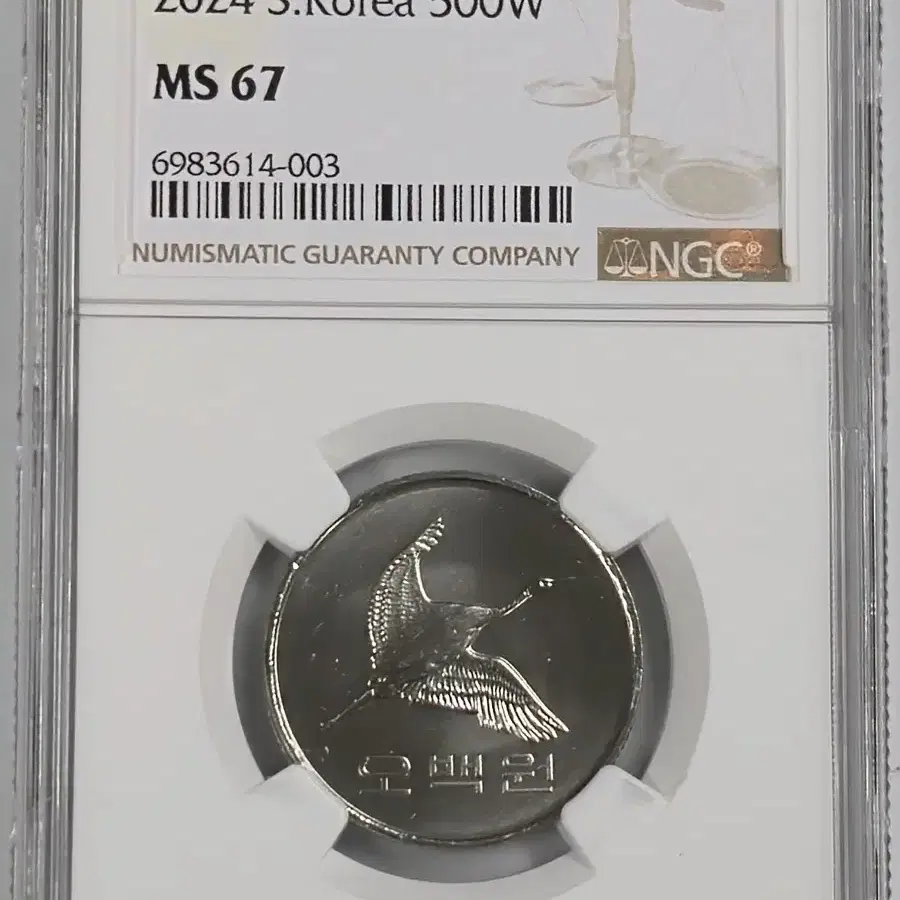 2024 S.Korea 500W
MS 67
6983614-003
NUMISMATIC GUARANTY COMPANY
NGC®
오백원